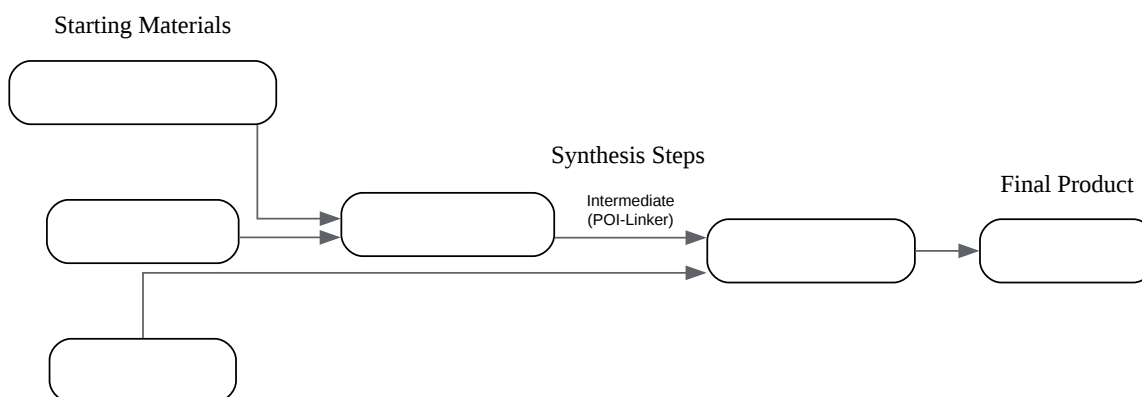 Starting Materials
Synthesis Steps
Final Product
Intermediate
(POI-Linker)